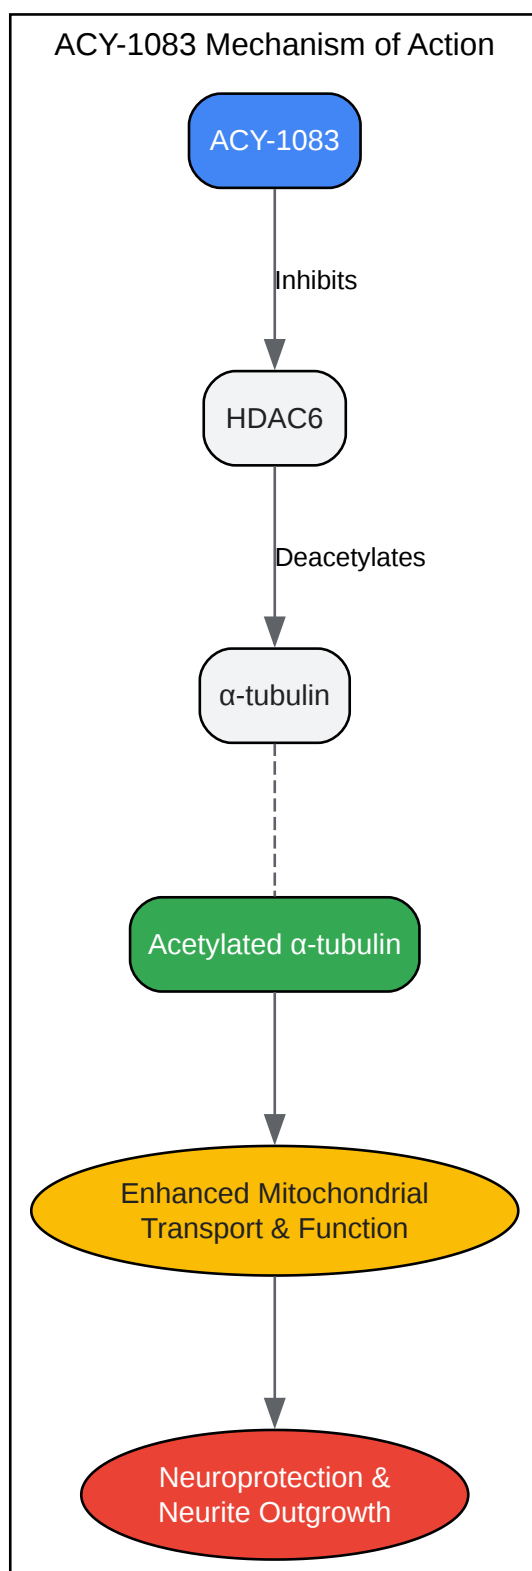 ACY-1083 Mechanism of Action
ACY-1083
Inhibits
HDAC6
Deacetylates
α-tubulin
Acetylated α-tubulin
Enhanced Mitochondrial
Transport & Function
Neuroprotection &
Neurite Outgrowth